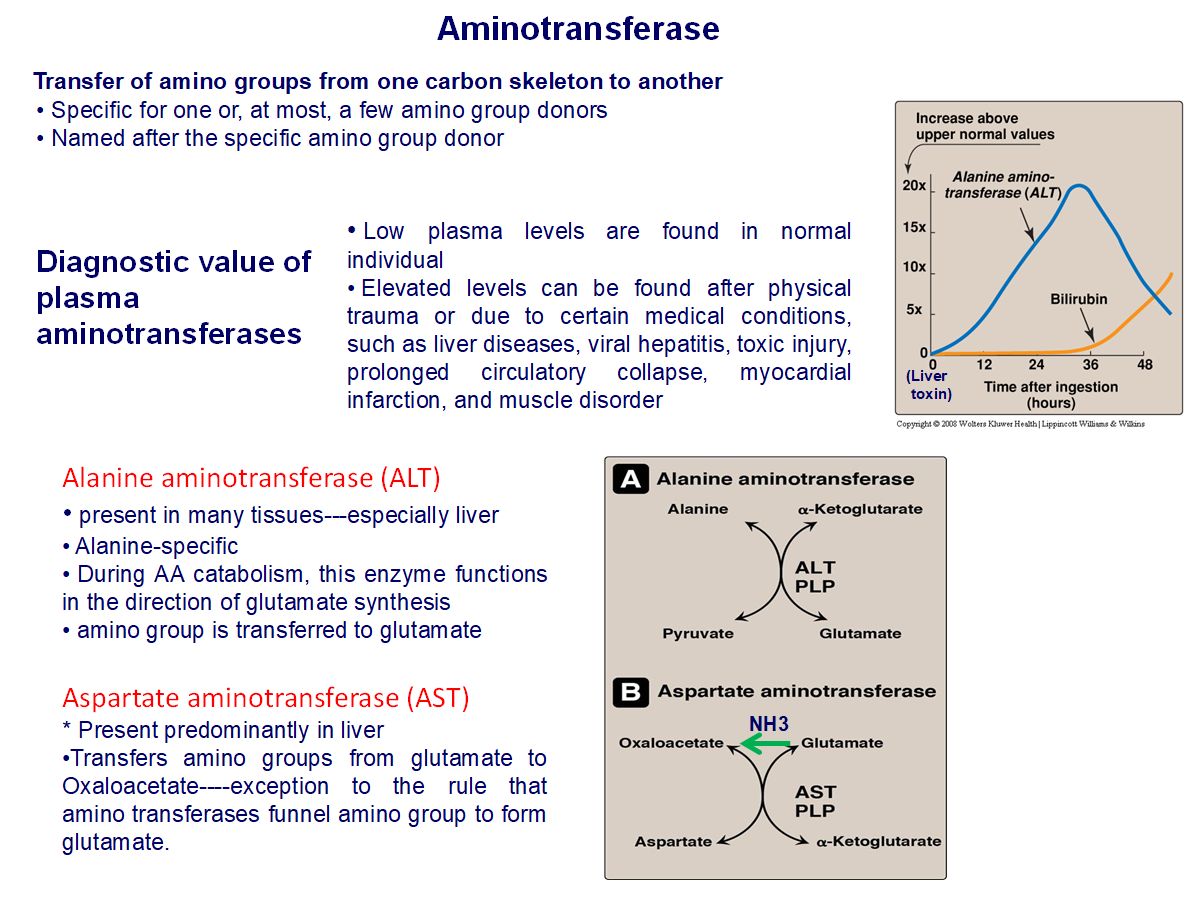 Aminotransferase
Transfer of amino groups from one carbon skeleton to another
• Specific for one or, at most, a few amino group donors
• Named after the specific amino group donor
Diagnostic value of
plasma
aminotransferases
• Low plasma levels are found in normal
individual
• Elevated levels can be found after physical
trauma or due to certain medical conditions,
such as liver diseases, viral hepatitis, toxic injury,
prolonged circulatory collapse, myocardial
infarction, and muscle disorder
Increase above
upper normal values
20x
15x
10x
5x
0
Alanine amino-
transferase (ALT)
Bilirubin
0 12 24 36 48
(Liver
toxin)
Time after ingestion
(hours)
Copyright © 2008 Wolters Kluwer Health | Lippincott Williams & Wilkins
Alanine aminotransferase (ALT)
• present in many tissues---especially liver
• Alanine-specific
• During AA catabolism, this enzyme functions
in the direction of glutamate synthesis
• amino group is transferred to glutamate
Aspartate aminotransferase (AST)
* Present predominantly in liver
•Transfers amino groups from glutamate to
Oxaloacetate----exception to the rule that
amino transferases funnel amino group to form
glutamate.
A Alanine aminotransferase
Alanine α-Ketoglutarate
ALT
PLP
Pyruvate Glutamate
B Aspartate aminotransferase
NH3
Oxaloacetate Glutamate
AST
PLP
Aspartate α-Ketoglutarate